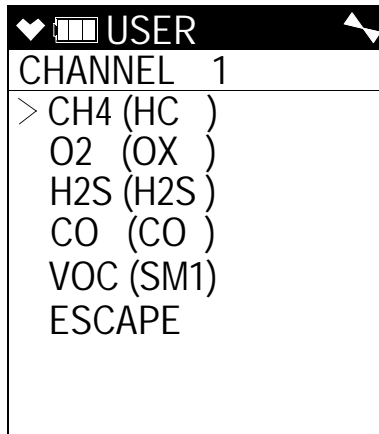 USER
CHANNEL 1
> CH4 (HC )
O2 (OX )
H2S (H2S )
CO (CO )
VOC (SM1)
ESCAPE